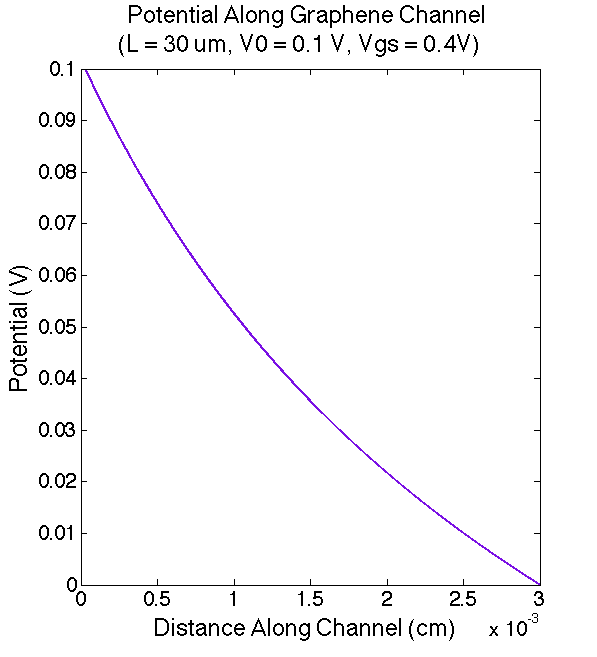 Potential Along Graphene Channel
(L = 30 um, V0 = 0.1 V, Vgs = 0.4V)
Potential (V)
0.1
0.09
0.08
0.07
0.06
0.05
0.04
0.03
0.02
0.01
0
0 0.5 1 1.5 2 2.5 3
Distance Along Channel (cm) x 10^-3